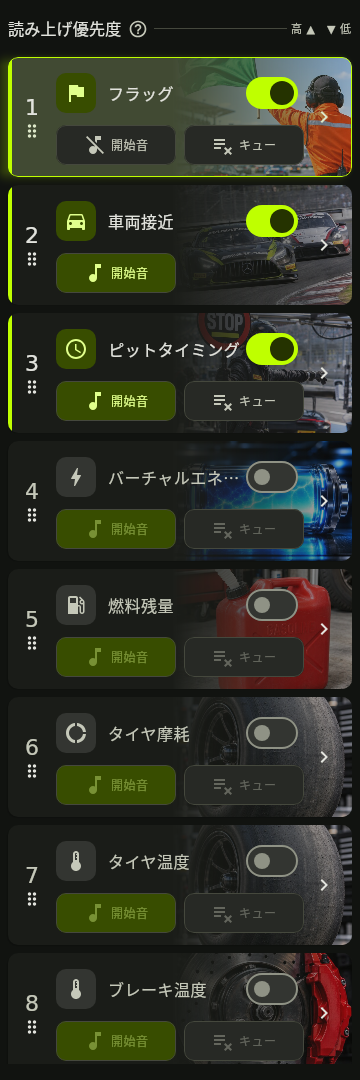 読み上げ優先度 ? 高 ▲ ▼ 低
1 フラッグ
開始音 キュー
2 車両接近
開始音
3 ピットタイミング
STOP
開始音 キュー
4 バーチャルエネ…
開始音 キュー
5 燃料残量
開始音 キュー
6 タイヤ摩耗
開始音 キュー
7 タイヤ温度
開始音 キュー
8 ブレーキ温度
開始音 キュー